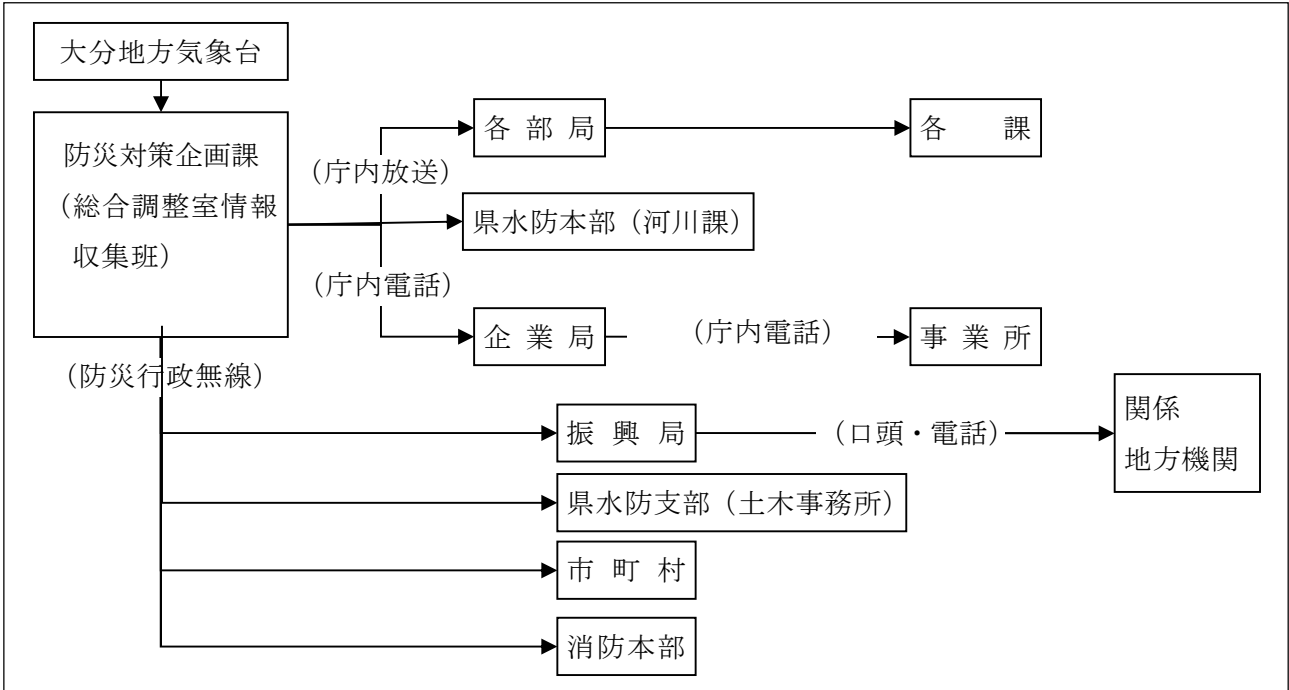 大分地方気象台
防災対策企画課
（総合調整室情報
収集班）
（庁内放送）
（庁内電話）
各部局
各　課
県水防本部（河川課）
企業局
（庁内電話）
事業所
（防災行政無線）
振興局
（口頭・電話）
関係
地方機関
県水防支部（土木事務所）
市町村
消防本部